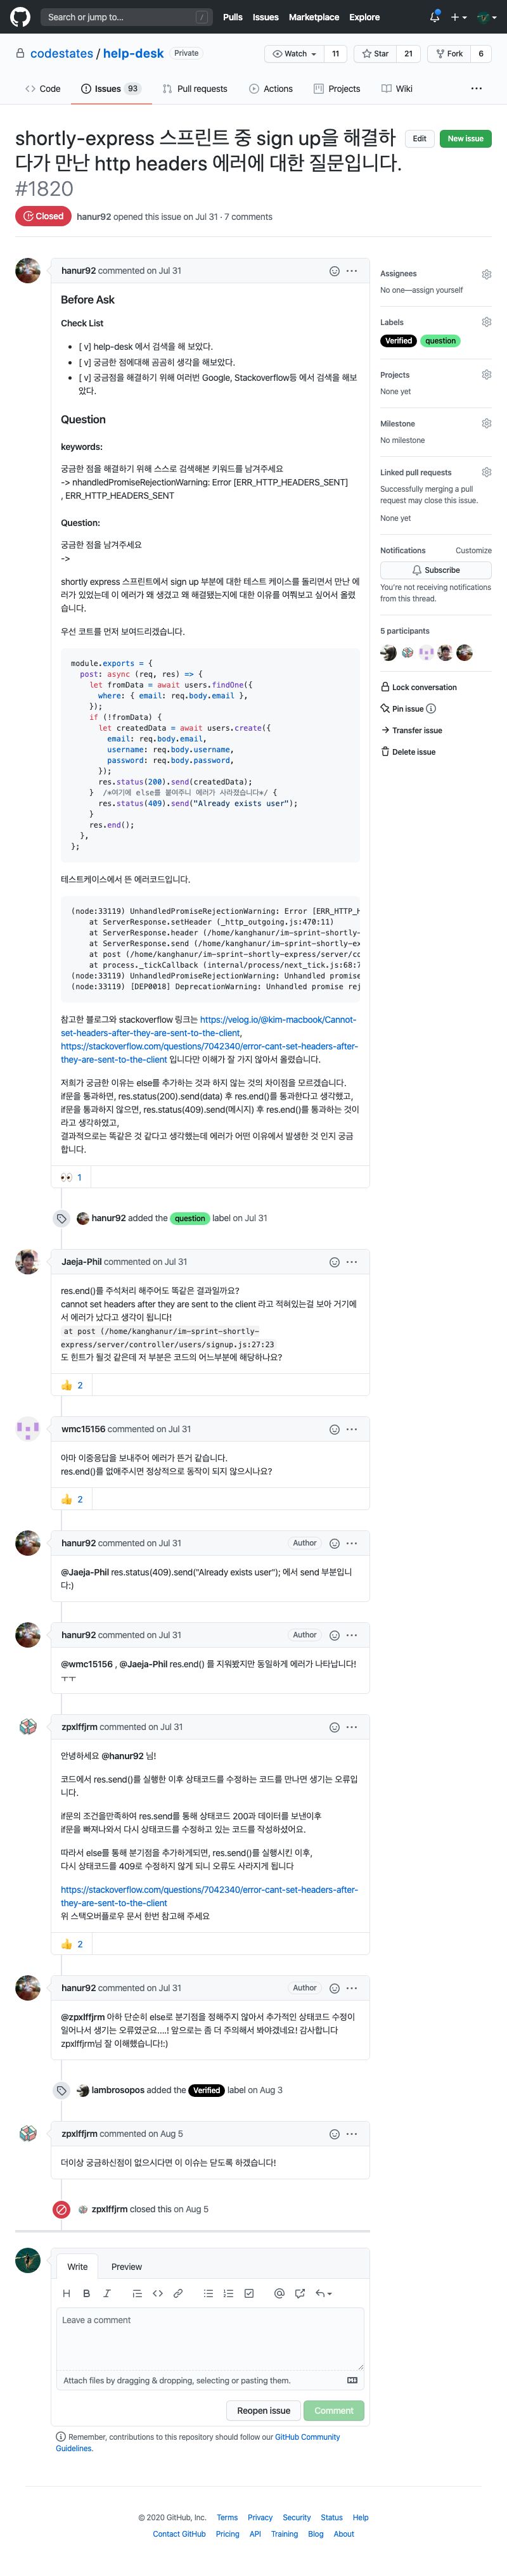 Search or jump to... /
Pulls Issues Marketplace Explore
codestates / help-desk Private
Watch 11 Star 21 Fork 6
Code Issues 93 Pull requests Actions Projects Wiki ...
shortly-express 스프린트 중 sign up을 해결하
다가 만난 http headers 에러에 대한 질문입니다.
#1820
Edit New issue
Closed hanur92 opened this issue on Jul 31 · 7 comments
hanur92 commented on Jul 31
Before Ask
Check List
• [ v] help-desk 에서 검색을 해 보았다.
• [ v] 궁금한 점에대해 곰곰히 생각을 해보았다.
• [ v] 궁금점을 해결하기 위해 여러번 Google, Stackoverflow등 에서 검색을 해보
았다.
Question
keywords:
궁금한 점을 해결하기 위해 스스로 검색해본 키워드를 남겨주세요
-> nhandledPromiseRejectionWarning: Error [ERR_HTTP_HEADERS_SENT]
, ERR_HTTP_HEADERS_SENT
Question:
궁금한 점을 남겨주세요
->
shortly express 스프린트에서 sign up 부분에 대한 테스트 케이스를 돌리면서 만난 에
러가 있었는데 이 에러가 왜 생겼고 왜 해결됐는지에 대한 이유를 여쭤보고 싶어서 올렸
습니다.
우선 코트를 먼저 보여드리겠습니다.
module.exports = {
post: async (req, res) => {
let fromData = await users.findOne({
where: { email: req.body.email },
});
if (!fromData) {
let createdData = await users.create({
email: req.body.email,
username: req.body.username,
password: req.body.password,
});
res.status(200).send(createdData);
} /*여기에 else를 붙여주니 에러가 사라졌습니다*/ {
res.status(409).send("Already exists user");
}
res.end();
},
};
테스트케이스에서 뜬 에러코드입니다.
(node:33119) UnhandledPromiseRejectionWarning: Error [ERR_HTTP_H
at ServerResponse.setHeader (_http_outgoing.js:470:11)
at ServerResponse.header (/home/kanghanur/im-sprint-shortly-
at ServerResponse.send (/home/kanghanur/im-sprint-shortly-ex
at post (/home/kanghanur/im-sprint-shortly-express/server/co
at process._tickCallback (internal/process/next_tick.js:68:7
(node:33119) UnhandledPromiseRejectionWarning: Unhandled promise
(node:33119) [DEP0018] DeprecationWarning: Unhandled promise rej
참고한 블로그와 stackoverflow 링크는 https://velog.io/@kim-macbook/Cannot-
set-headers-after-they-are-sent-to-the-client,
https://stackoverflow.com/questions/7042340/error-cant-set-headers-after-
they-are-sent-to-the-client 입니다만 이해가 잘 가지 않아서 올렸습니다.
저희가 궁금한 이유는 else를 추가하는 것과 하지 않는 것의 차이점을 모르겠습니다.
if문을 통과하면, res.status(200).send(data) 후 res.end()를 통과한다고 생각했고,
if문을 통과하지 않으면, res.status(409).send(메시지) 후 res.end()를 통과하는 것이
라고 생각하였고,
결과적으로는 똑같은 것 같다고 생각했는데 에러가 어떤 이유에서 발생한 것 인지 궁금
합니다.
1
hanur92 added the question label on Jul 31
Jaeja-Phil commented on Jul 31
res.end()를 주석처리 해주어도 똑같은 결과일까요?
cannot set headers after they are sent to the client 라고 적혀있는걸 보아 거기에
서 에러가 났다고 생각이 됩니다!
at post (/home/kanghanur/im-sprint-shortly-
express/server/controller/users/signup.js:27:23
도 힌트가 될것 같은데 저 부분은 코드의 어느부분에 해당하나요?
2
wmc15156 commented on Jul 31
아마 이중응답을 보내주어 에러가 뜬거 같습니다.
res.end()를 없애주시면 정상적으로 동작이 되지 않으시나요?
2
hanur92 commented on Jul 31 Author
@Jaeja-Phil res.status(409).send("Already exists user"); 에서 send 부분입니
다:)
hanur92 commented on Jul 31 Author
@wmc15156 , @Jaeja-Phil res.end() 를 지워봤지만 동일하게 에러가 나타납니다!
ㅜㅜ
zpxlffjrm commented on Jul 31
안녕하세요 @hanur92 님!
코드에서 res.send()를 실행한 이후 상태코드를 수정하는 코드를 만나면 생기는 오류입니
다.
if문의 조건을만족하여 res.send를 통해 상태코드 200과 데이터를 보낸이후
if문을 빠져나와서 다시 상태코드를 수정하고 있는 코드를 작성하셨어요.
따라서 else를 통해 분기점을 추가하게되면, res.send()를 실행시킨 이후,
다시 상태코드를 409로 수정하지 않게 되니 오류도 사라지게 됩니다
https://stackoverflow.com/questions/7042340/error-cant-set-headers-after-
they-are-sent-to-the-client
위 스택오버플로우 문서 한번 참고해 주세요
2
hanur92 commented on Jul 31 Author
@zpxlffjrm 아하 단순히 else로 분기점을 정해주지 않아서 추가적인 상태코드 수정이
일어나서 생기는 오류였군요....! 앞으로는 좀 더 주의해서 봐야겠네요! 감사합니다
zpxlffjrm님 잘 이해했습니다!:)
lambrosopos added the Verified label on Aug 3
zpxlffjrm commented on Aug 5
더이상 궁금하신점이 없으시다면 이 이슈는 닫도록 하겠습니다!
zpxlffjrm closed this on Aug 5
Write Preview
Leave a comment
Attach files by dragging & dropping, selecting or pasting them.
Reopen issue Comment
Remember, contributions to this repository should follow our GitHub Community
Guidelines.
Assignees
No one—assign yourself
Labels
Verified question
Projects
None yet
Milestone
No milestone
Linked pull requests
Successfully merging a pull
request may close this issue.
None yet
Notifications Customize
Subscribe
You're not receiving notifications
from this thread.
5 participants
Lock conversation
Pin issue
Transfer issue
Delete issue
© 2020 GitHub, Inc. Terms Privacy Security Status Help
Contact GitHub Pricing API Training Blog About